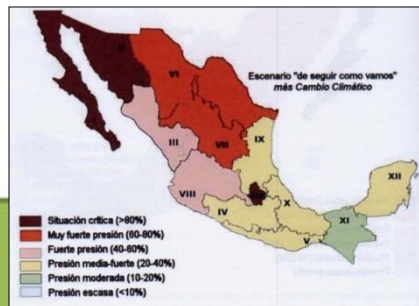 Escenario "de seguir como vamos"
más Cambio Climático
II
VI
IX
III
VII
XII
VIII
IV
X
XI
V
Situación crítica (>80%)
Muy fuerte presión (60-80%)
Fuerte presión (40-60%)
Presión media-fuerte (20-40%)
Presión moderada (10-20%)
Presión escasa (<10%)